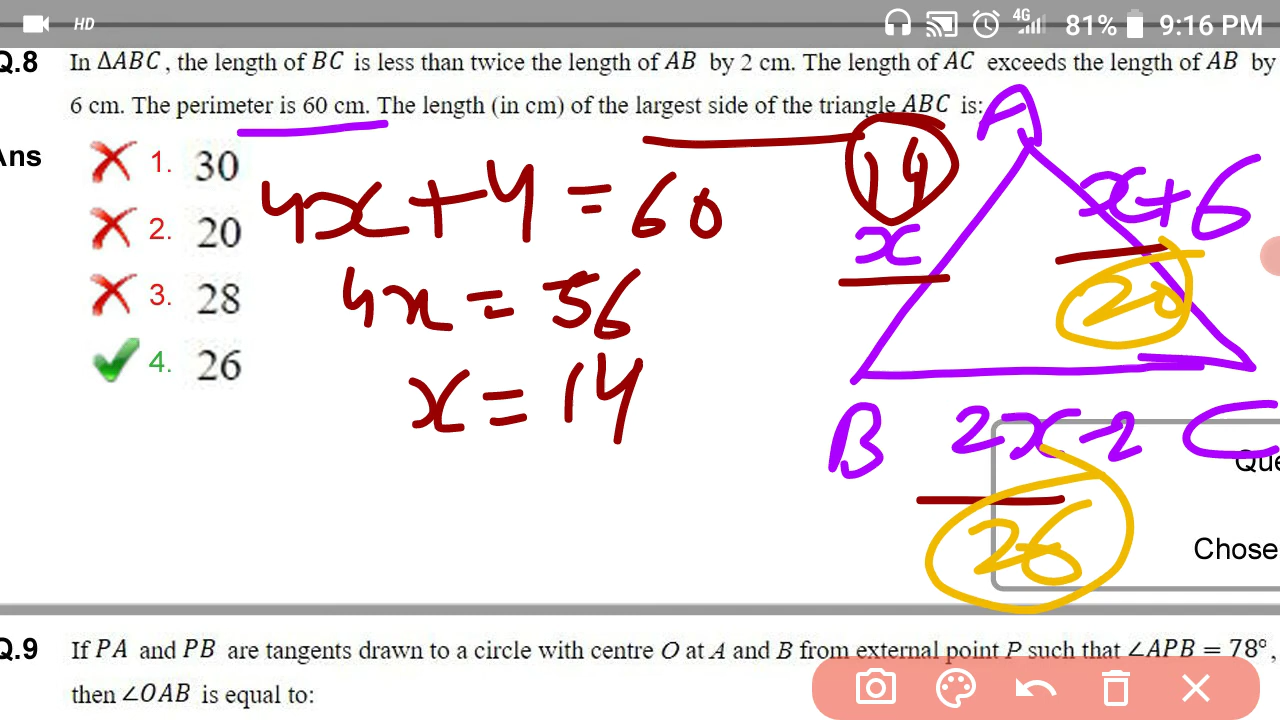 HD 4G 81% 9:16 PM
Q.8 In ΔABC, the length of BC is less than twice the length of AB by 2 cm. The length of AC exceeds the length of AB by
6 cm. The perimeter is 60 cm. The length (in cm) of the largest side of the triangle ABC is:
Ans
1. 30
2. 20
3. 28
4. 26
4x+4=60
4x=56
x=14
A
14
x
x+6
20
B 2x-2 C
26
Que
Chose
Q.9 If PA and PB are tangents drawn to a circle with centre O at A and B from external point P such that ∠APB = 78°,
then ∠OAB is equal to: